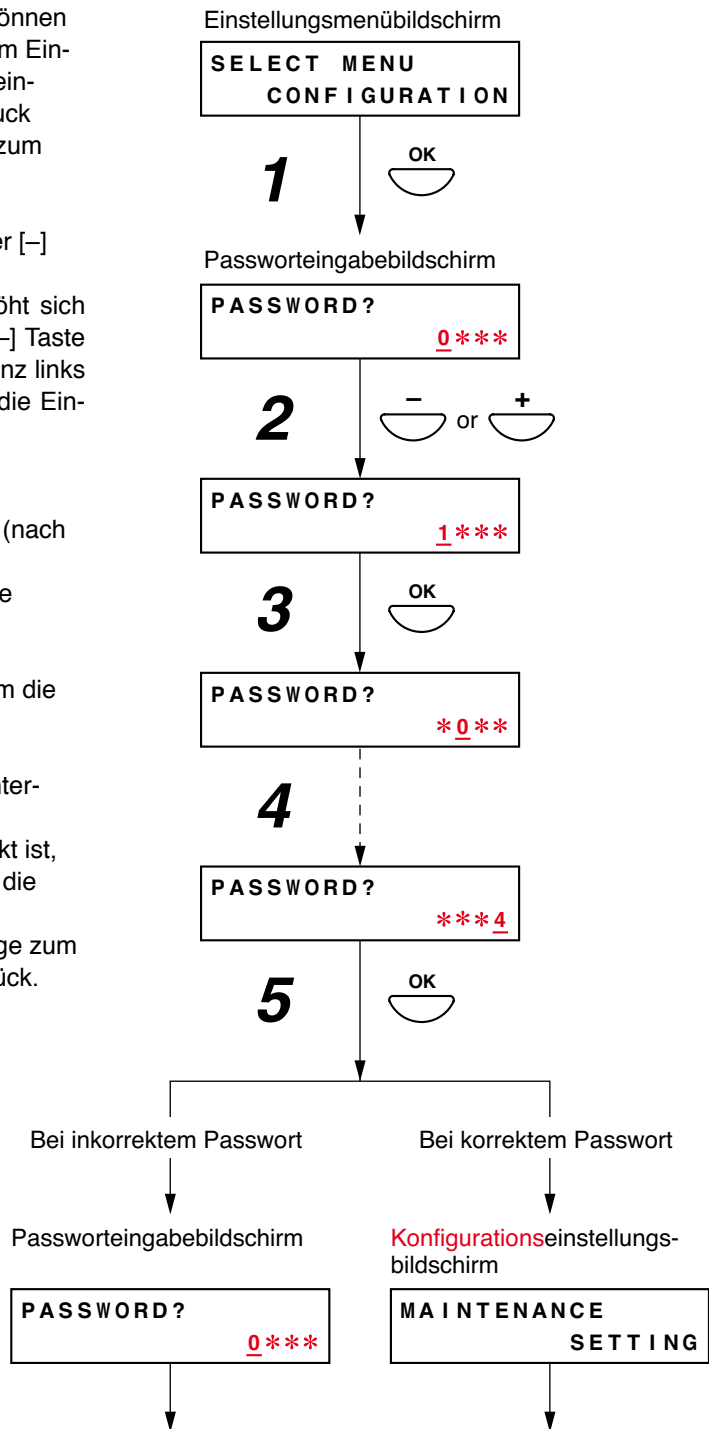 önnen
m Ein-
ein-
uck
zum
er [–]
öht sich
–] Taste
nz links
die Ein-
(nach
e
m die
nter-
kt ist,
die
ge zum
ück.
Einstellungsmenübildschirm
SELECT MENU
CONFIGURATION
1
OK
Passworteingabebildschirm
PASSWORD?
0***
2
– or +
PASSWORD?
1***
3
OK
PASSWORD?
*0**
4
PASSWORD?
***4
5
OK
Bei inkorrektem Passwort
Bei korrektem Passwort
Passworteingabebildschirm
Konfigurationseinstellungs-
bildschirm
PASSWORD?
0***
MAINTENANCE
SETTING